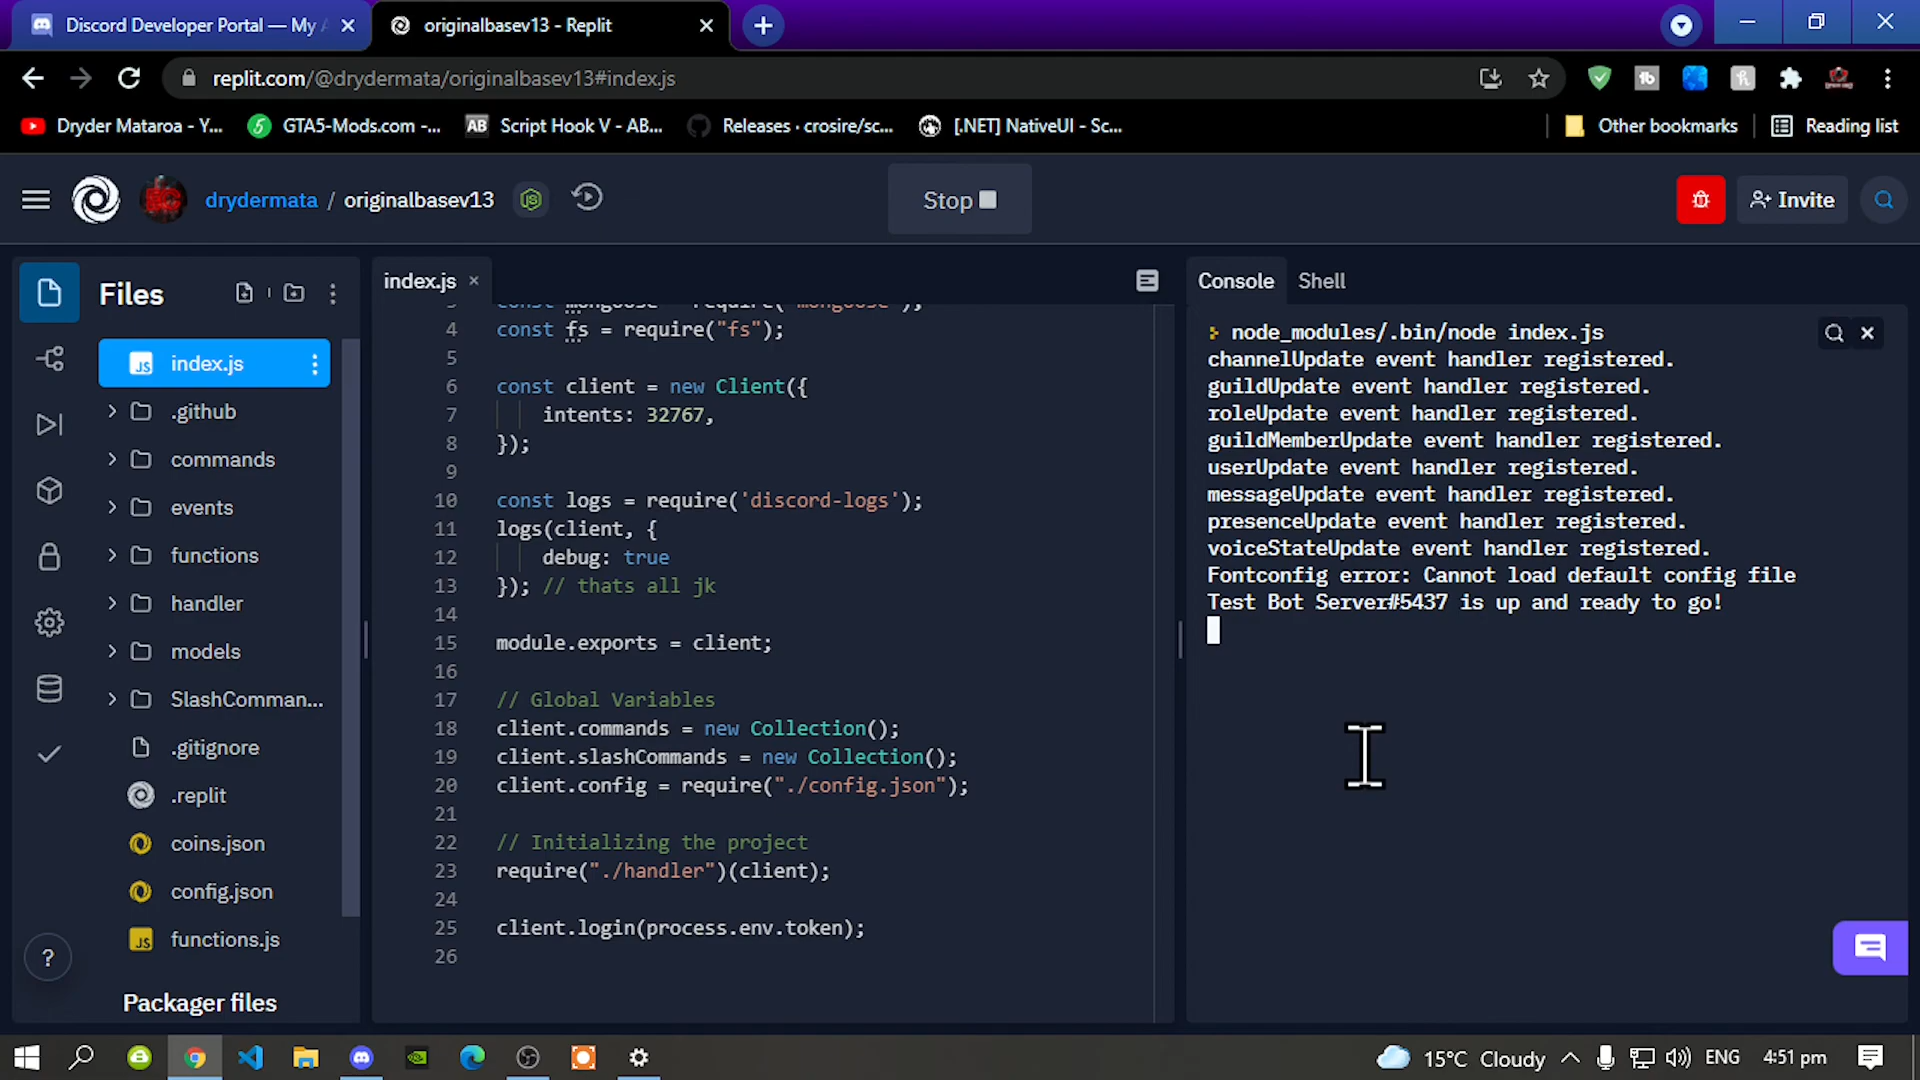 Discord Developer Portal — My A
originalbasev13 - Replit
replit.com/@drydermata/originalbasev13#index.js
Dryder Mataroa - Y...
GTA5-Mods.com -...
AB Script Hook V - AB...
Releases · crosire/sc...
[.NET] NativeUI - Sc...
Other bookmarks
Reading list
drydermata / originalbasev13
Stop
Invite
Files
index.js
.github
commands
events
functions
handler
models
SlashComman...
.gitignore
.replit
coins.json
config.json
functions.js
Packager files
?
index.js
3 const mongoose = require("mongoose");
4 const fs = require("fs");
5
6 const client = new Client({
7 intents: 32767,
8 });
9
10 const logs = require('discord-logs');
11 logs(client, {
12 debug: true
13 }); // thats all jk
14
15 module.exports = client;
16
17 // Global Variables
18 client.commands = new Collection();
19 client.slashCommands = new Collection();
20 client.config = require("./config.json");
21
22 // Initializing the project
23 require("./handler")(client);
24
25 client.login(process.env.token);
26
Console Shell
node_modules/.bin/node index.js
channelUpdate event handler registered.
guildUpdate event handler registered.
roleUpdate event handler registered.
guildMemberUpdate event handler registered.
userUpdate event handler registered.
messageUpdate event handler registered.
presenceUpdate event handler registered.
voiceStateUpdate event handler registered.
Fontconfig error: Cannot load default config file
Test Bot Server#5437 is up and ready to go!
15°C Cloudy
ENG
4:51 pm